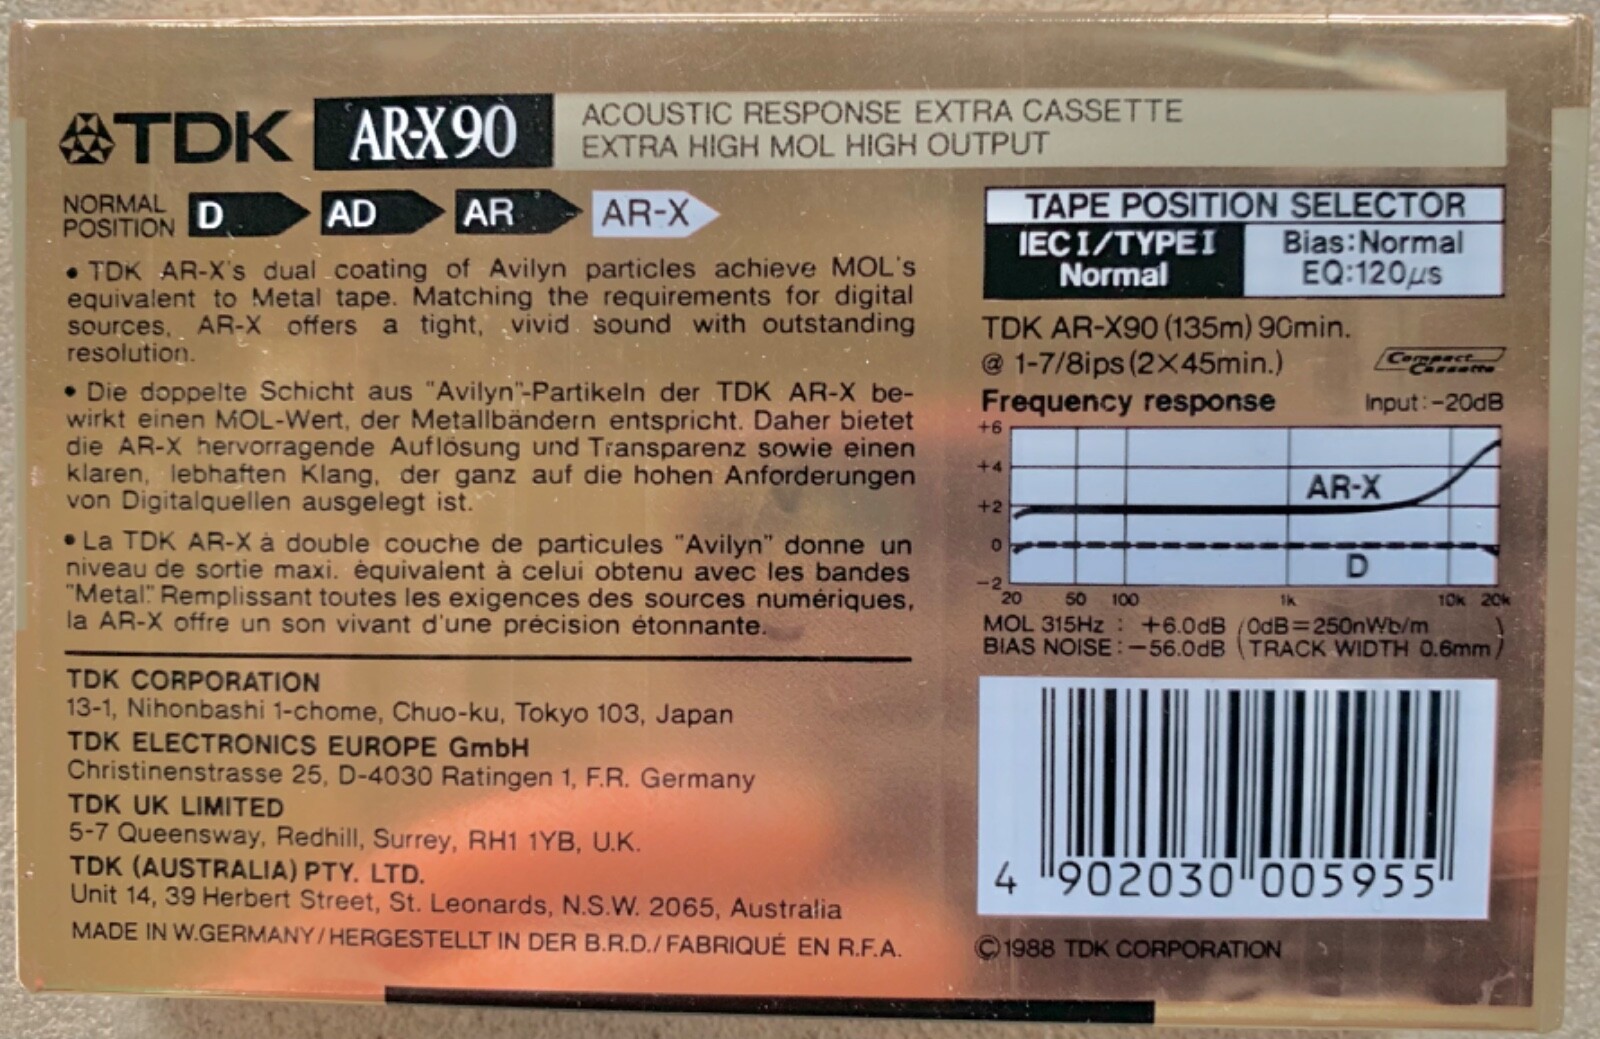 TDK AR-X90 ACOUSTIC RESPONSE EXTRA CASSETTE
EXTRA HIGH MOL HIGH OUTPUT
NORMAL POSITION D AD AR AR-X
• TDK AR-X's dual coating of Avilyn particles achieve MOL's
equivalent to Metal tape. Matching the requirements for digital
sources, AR-X offers a tight, vivid sound with outstanding
resolution.
• Die doppelte Schicht aus "Avilyn"-Partikeln der TDK AR-X be-
wirkt einen MOL-Wert, der Metallbändern entspricht. Daher bietet
die AR-X hervorragende Auflösung und Transparenz sowie einen
klaren, lebhaften Klang, der ganz auf die hohen Anforderungen
von Digitalquellen ausgelegt ist.
• La TDK AR-X à double couche de particules "Avilyn" donne un
niveau de sortie maxi. équivalent à celui obtenu avec les bandes
"Metal". Remplissant toutes les exigences des sources numériques,
la AR-X offre un son vivant d'une précision étonnante.
TDK CORPORATION
13-1, Nihonbashi 1-chome, Chuo-ku, Tokyo 103, Japan
TDK ELECTRONICS EUROPE GmbH
Christinenstrasse 25, D-4030 Ratingen 1, F.R. Germany
TDK UK LIMITED
5-7 Queensway, Redhill, Surrey, RH1 1YB, U.K.
TDK (AUSTRALIA) PTY. LTD.
Unit 14, 39 Herbert Street, St. Leonards, N.S.W. 2065, Australia
MADE IN W.GERMANY/HERGESTELLT IN DER B.R.D./FABRIQUÉ EN R.F.A.
TAPE POSITION SELECTOR
IEC I/TYPE I Bias:Normal
Normal EQ:120µs
TDK AR-X90 (135m) 90min.
@ 1-7/8ips (2×45min.) Compact Cassette
Frequency response Input:-20dB
+6
+4
AR-X
+2
0
D
-2
20 50 100 1k 10k 20k
MOL 315Hz : +6.0dB (0dB=250nWb/m
BIAS NOISE : -56.0dB TRACK WIDTH 0.6mm)
4 902030 005955
©1988 TDK CORPORATION